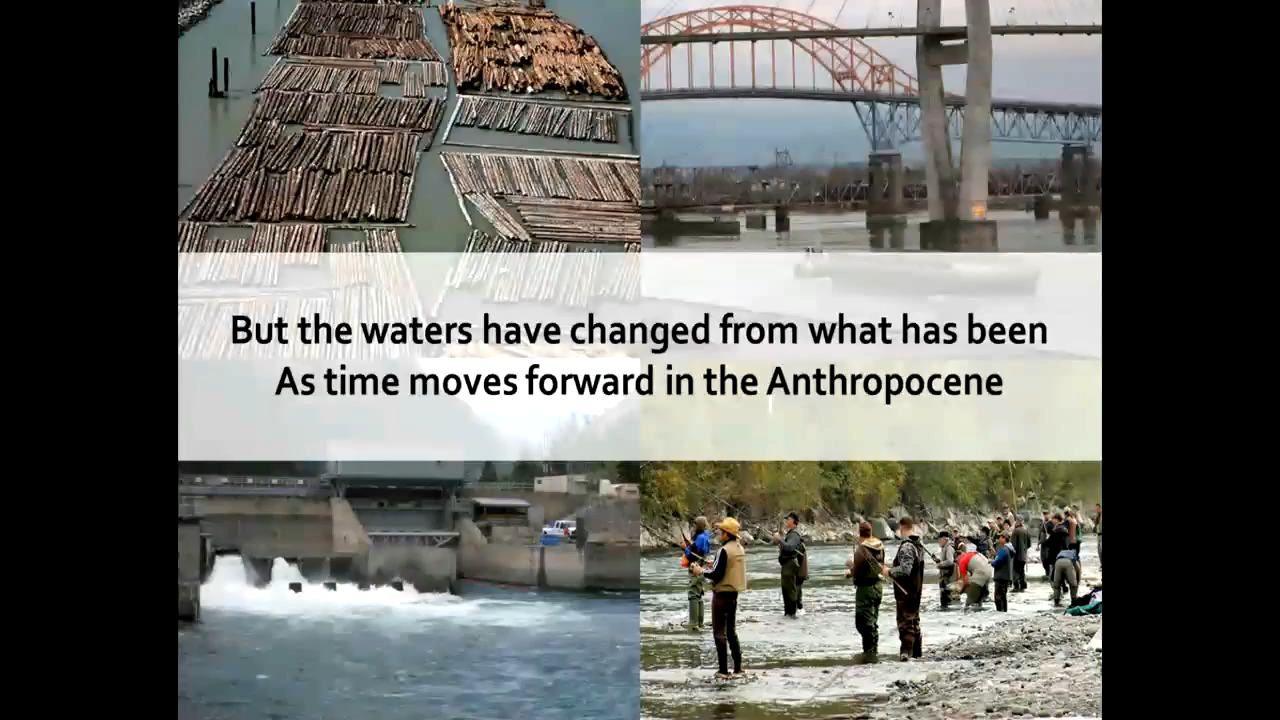 But the waters have changed from what has been
As time moves forward in the Anthropocene